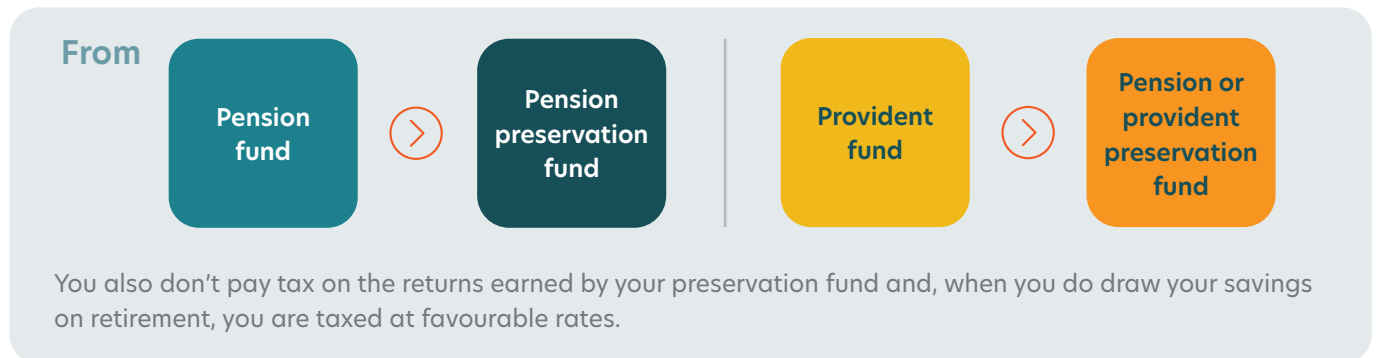 From
Pension
fund
Pension
preservation
fund
Provident
fund
Pension or
provident
preservation
fund
You also don’t pay tax on the returns earned by your preservation fund and, when you do draw your savings
on retirement, you are taxed at favourable rates.